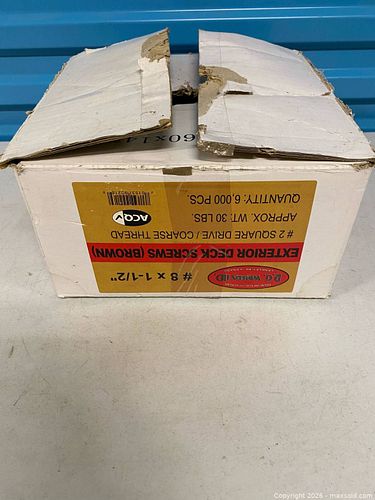 # 8 x 1-1/2"
EXTERIOR DECK SCREWS (BROWN)
# 2 SQUARE DRIVE / COARSE THREAD
APPROX. WT. 30 LBS.
QUANTITY: 6,000 PCS.
ACQ
60x14
Copyright 2026 - maxsold.com